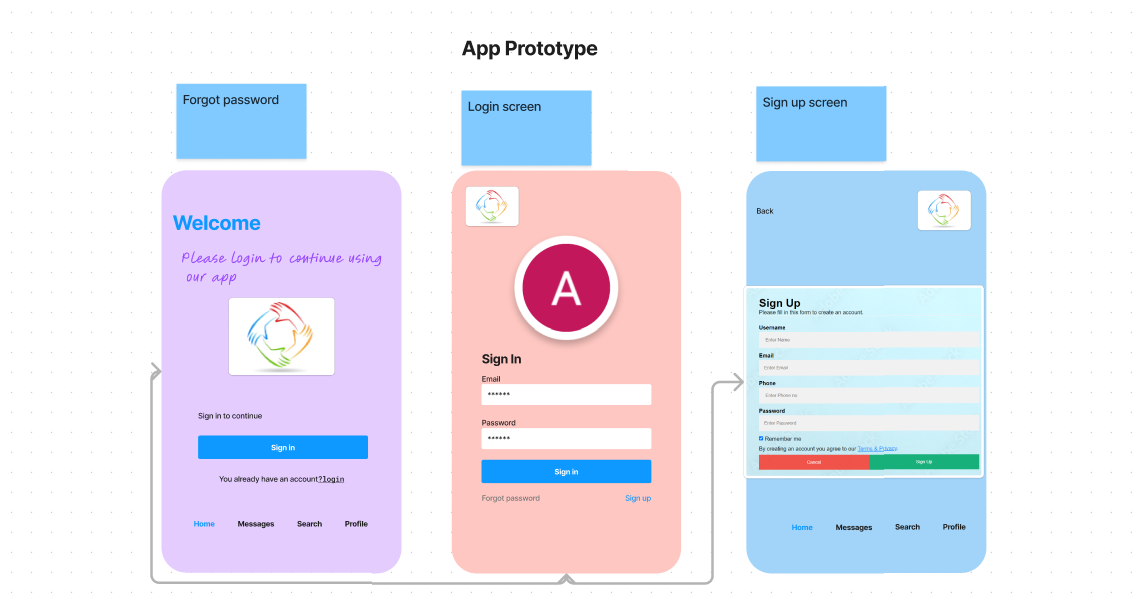 App Prototype
Forgot password
Welcome
Please login to continue using
our app
Sign in to continue
Sign in
You already have an account?login
Home Messages Search Profile
Login screen
A
Sign In
Email
******
Password
******
Sign in
Forgot password Sign up
Sign up screen
Back
Sign Up
Please fill in this form to create an account.
Username
Enter Name
Email
Enter Email
Phone
Enter Phone no
Password
Enter Password
Remember me
By creating an account you agree to our Terms & Privacy
Cancel Sign Up
Home Messages Search Profile